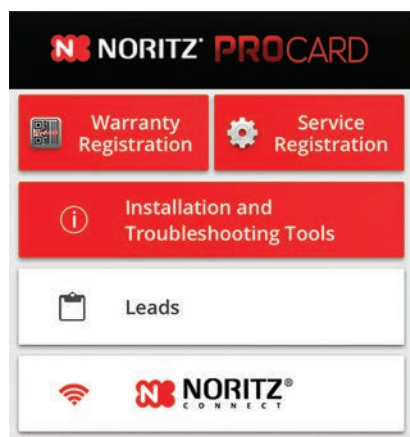 NORITZ® PROCARD
Warranty
Registration
Service
Registration
Installation and
Troubleshooting Tools
Leads
NORITZ®
CONNECT